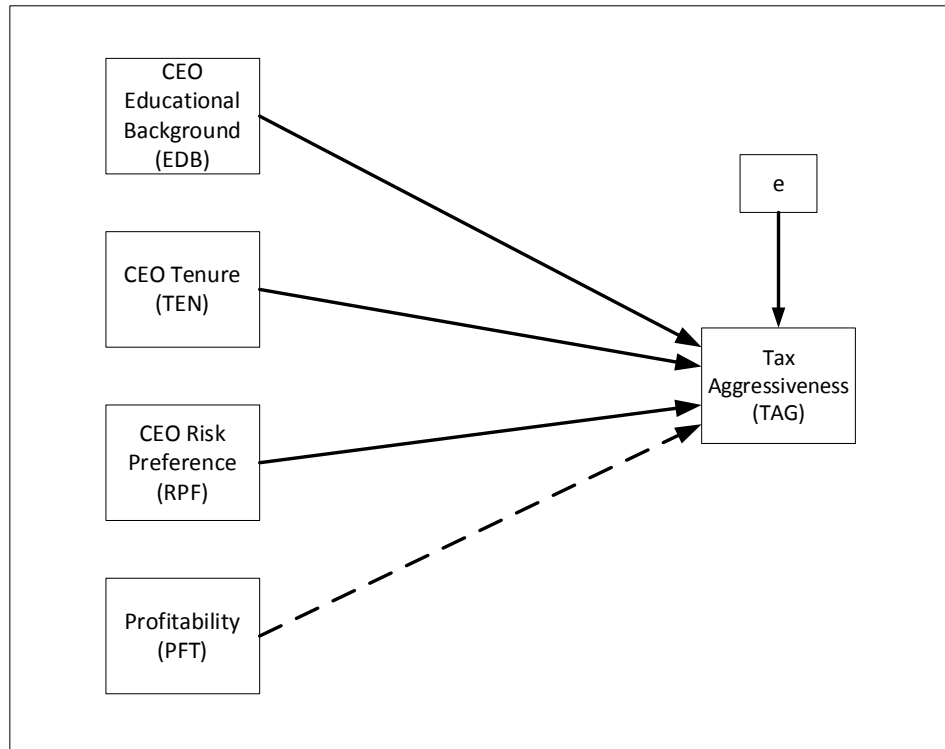 CEO
Educational
Background
(EDB)
e
CEO Tenure
(TEN)
Tax
Aggressiveness
(TAG)
CEO Risk
Preference
(RPF)
Profitability
(PFT)